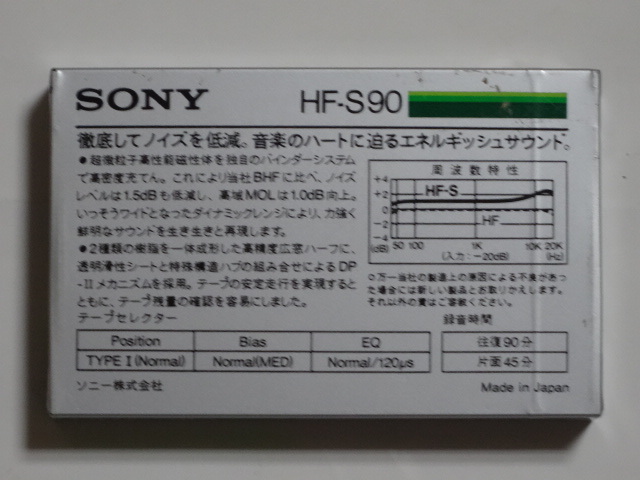 SONY HF-S90
徹底してノイズを低減。音楽のハートに迫るエネルギッシュサウンド。
●超微粒子高性能磁性体を独自のバインダーシステム
で高密度充てん。これにより当社BHFに比べ、ノイズ
レベルは1.5dBも低減し、高域MOLは1.0dB向上。
いっそうワイドとなったダイナミックレンジにより、力強く
鮮明なサウンドを生き生きと再現します。
●2種類の樹脂を一体成形した高精度広窓ハーフに、
透明滑性シートと特殊構造ハブの組み合せによるDP
-IIメカニズムを採用。テープの安定走行を実現すると
ともに、テープ残量の確認を容易にしました。
周波数特性
+4
+2
0
-2
-4
(dB)
HF-S
HF
50 100 1K 10K 20K
(入力:-20dB) (Hz)
○万一当社の製造上の原因による不良があっ
た場合には新しい製品とお取りかえします。
それ以外の責はご容赦ください。
テープセレクター
Position Bias EQ
TYPE I (Normal) Normal(MED) Normal/120μs
録音時間
往復90分
片面45分
ソニー株式会社
Made in Japan